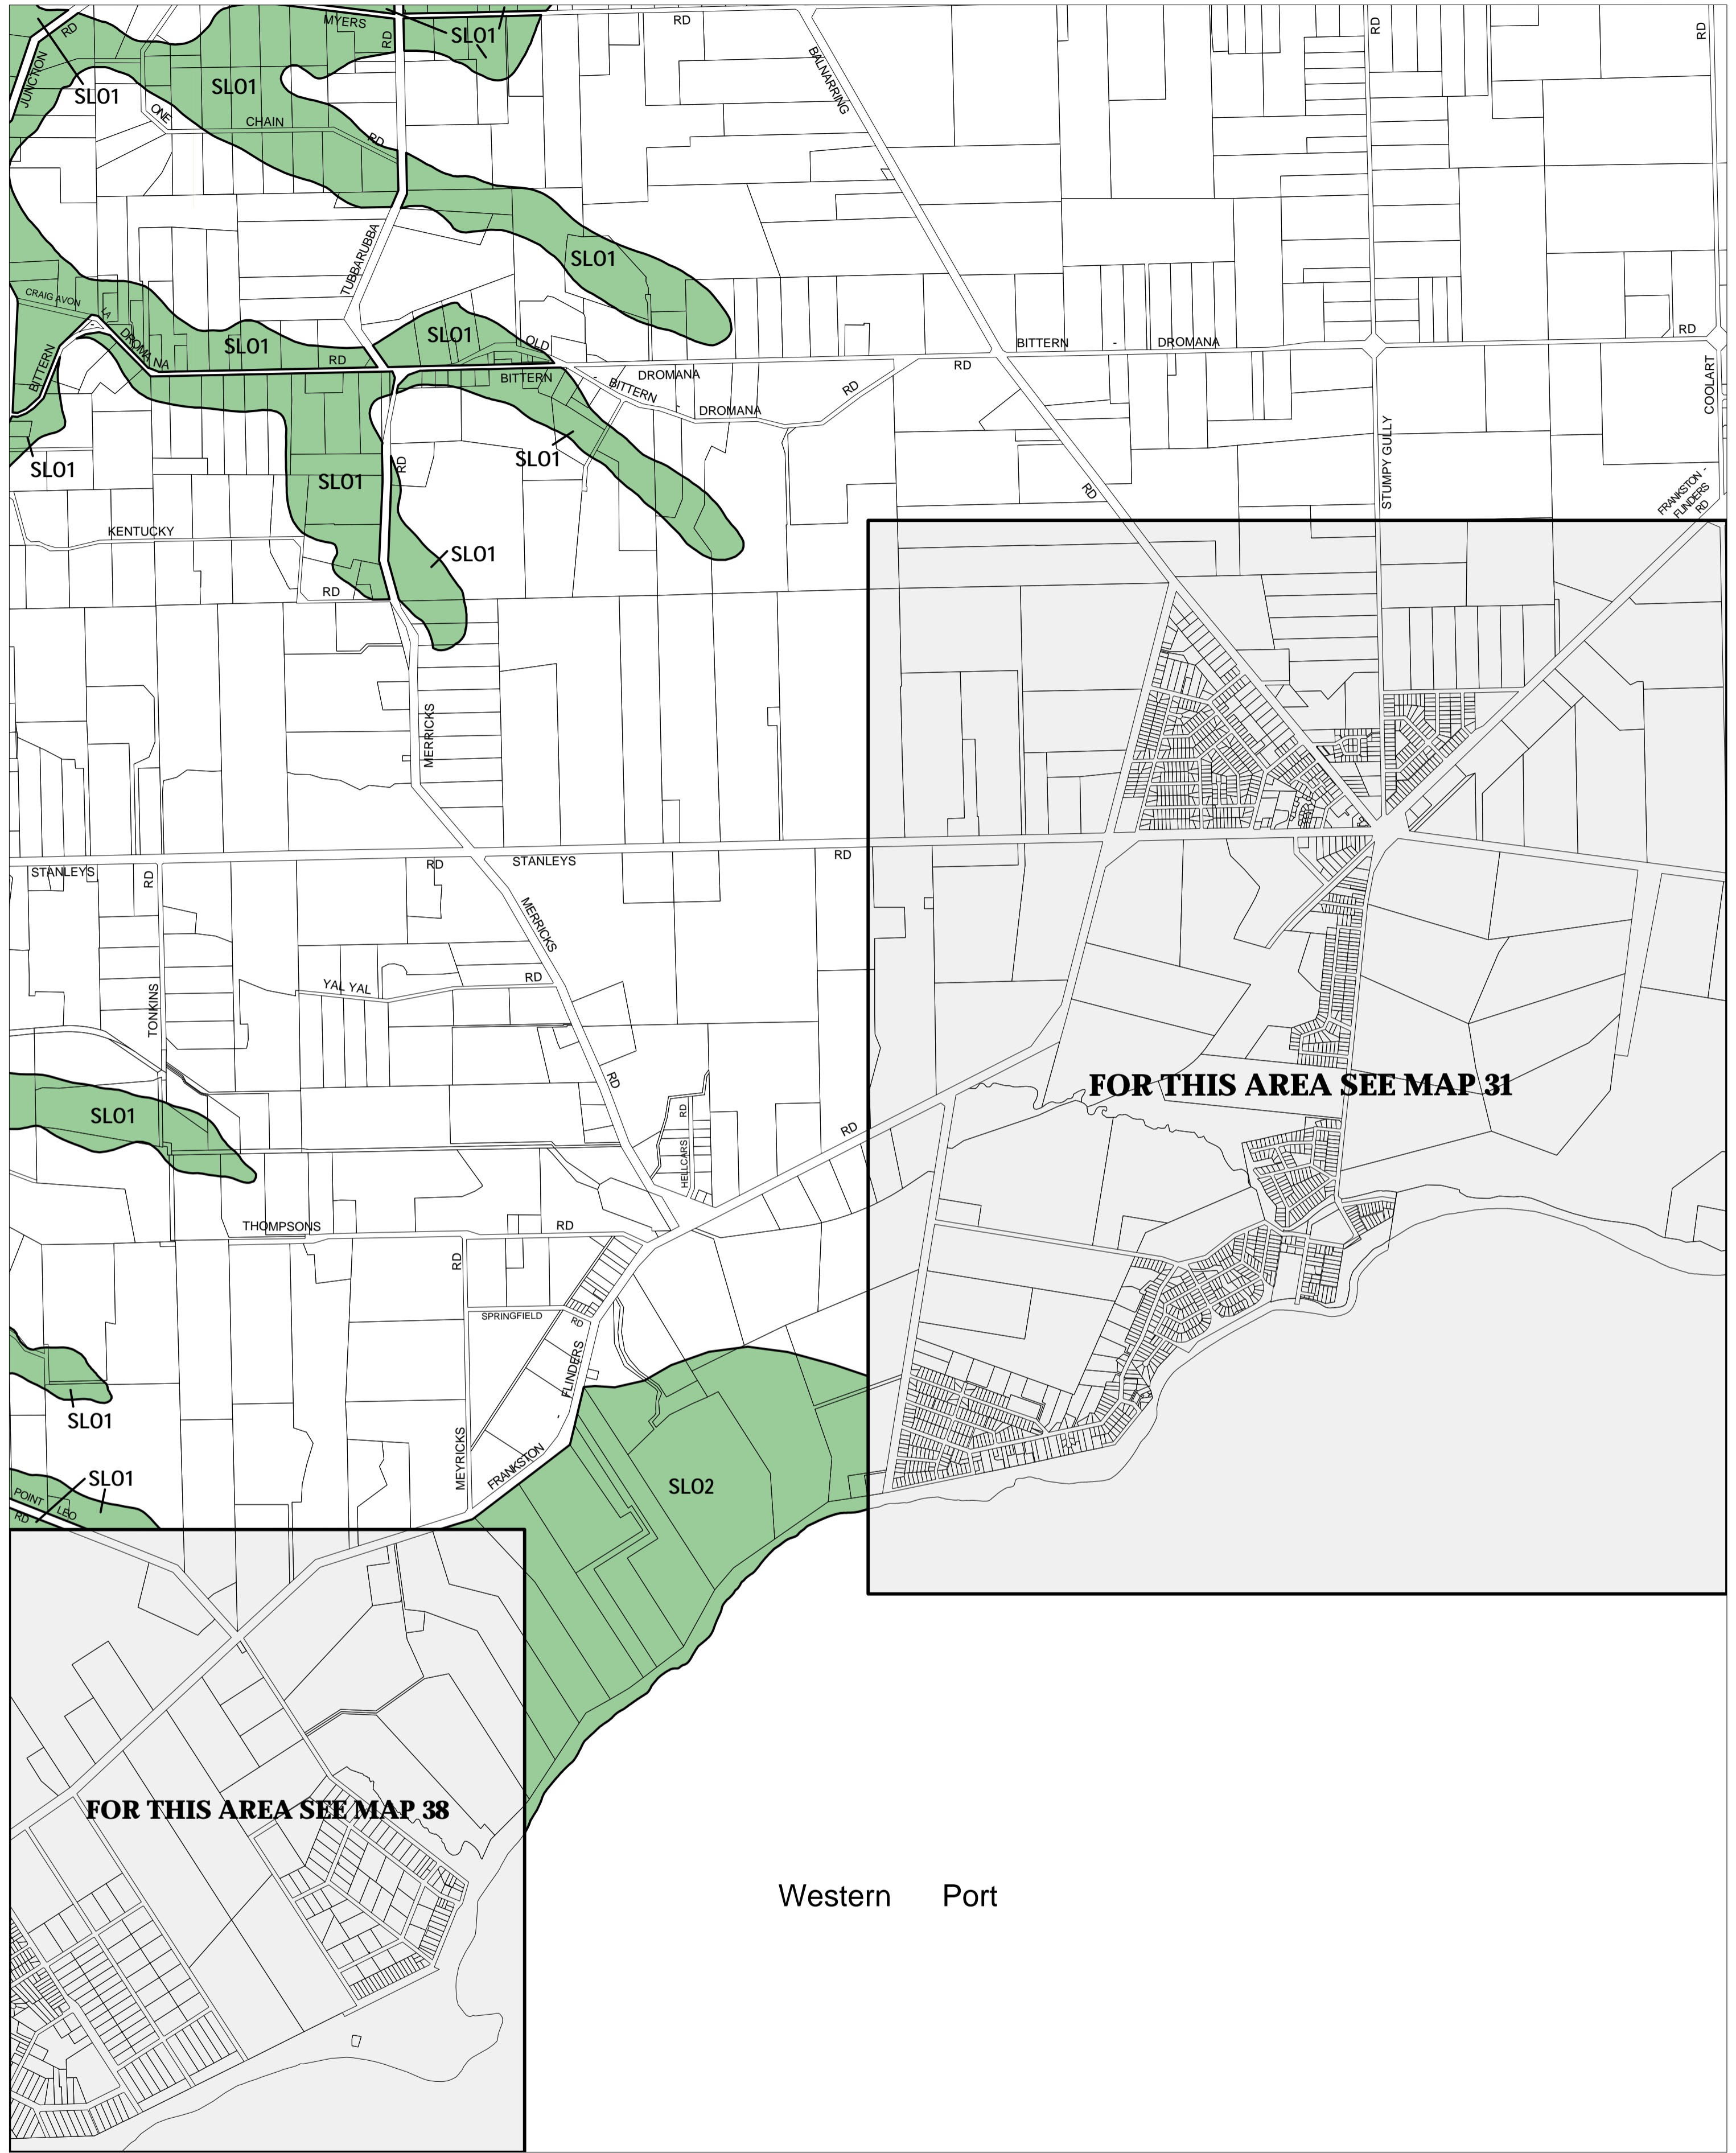 MYERS
RD
RD
RD
RD
RD
SLO1
JUNCTION
SLO1
SLO1
BALNARRING
ONE
CHAIN
RD
TUBBARUBBA
SLO1
CRAIG AVON
LA
DROMA NA
SLO1
SLO1
OLD
RD
BITTERN
BITTERN
-
BITTERN
DROMANA
-
DROMANA
RD
RD
BITTERN - DROMANA
RD
COOLART
STUMPY GULLY
SLO1
SLO1
SLO1
RD
RD
FRANKSTON -
FLINDERS
RD
KENTUCKY
RD
SLO1
MERRICKS
STANLEYS
RD
RD
STANLEYS
RD
MERRICKS
YAL YAL
RD
TONKINS
RD
SLO1
FOR THIS AREA SEE MAP 31
RD
HELLCARS
RD
THOMPSONS
RD
RD
SPRINGFIELD
RD
FLINDERS
-
FRANKSTON
MEYRICKS
SLO1
SLO1
SLO2
POINT
LEO
RD
FOR THIS AREA SEE MAP 38
Western Port